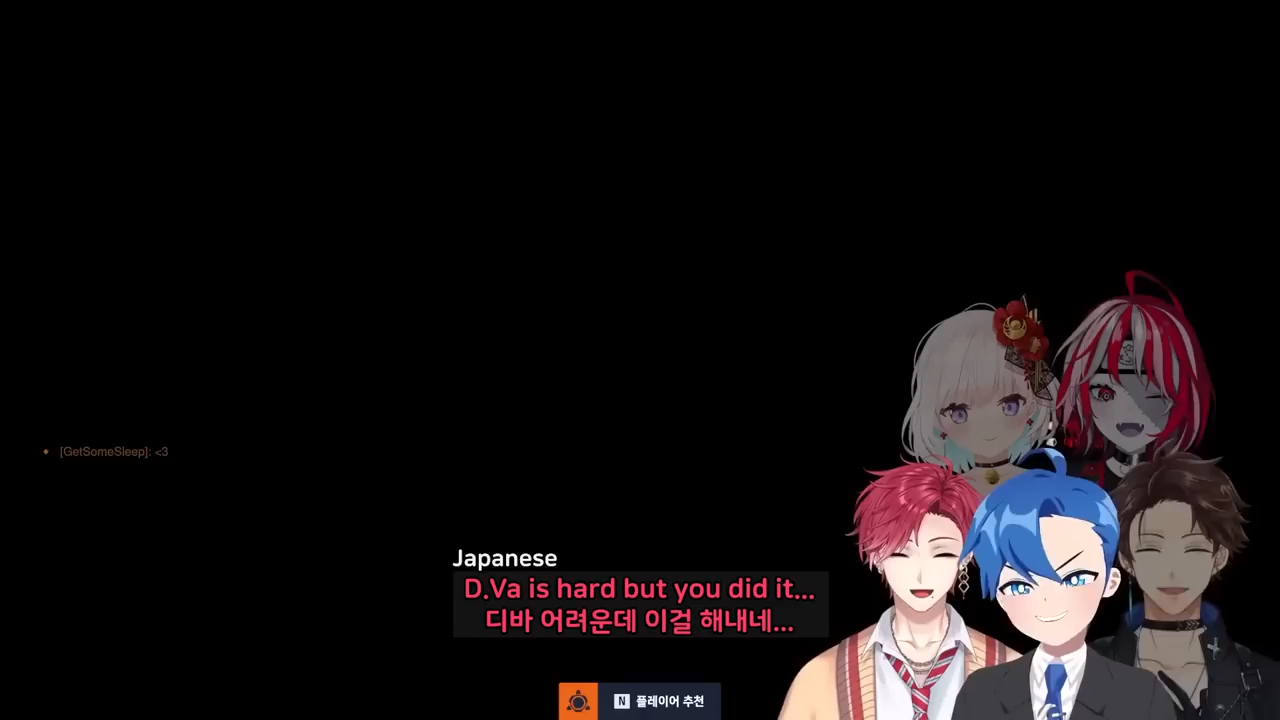 [GetSomeSleep]: <3
Japanese
D.Va is hard but you did it...
디바 어려운데 이걸 해내네...
N 플레이어 추천